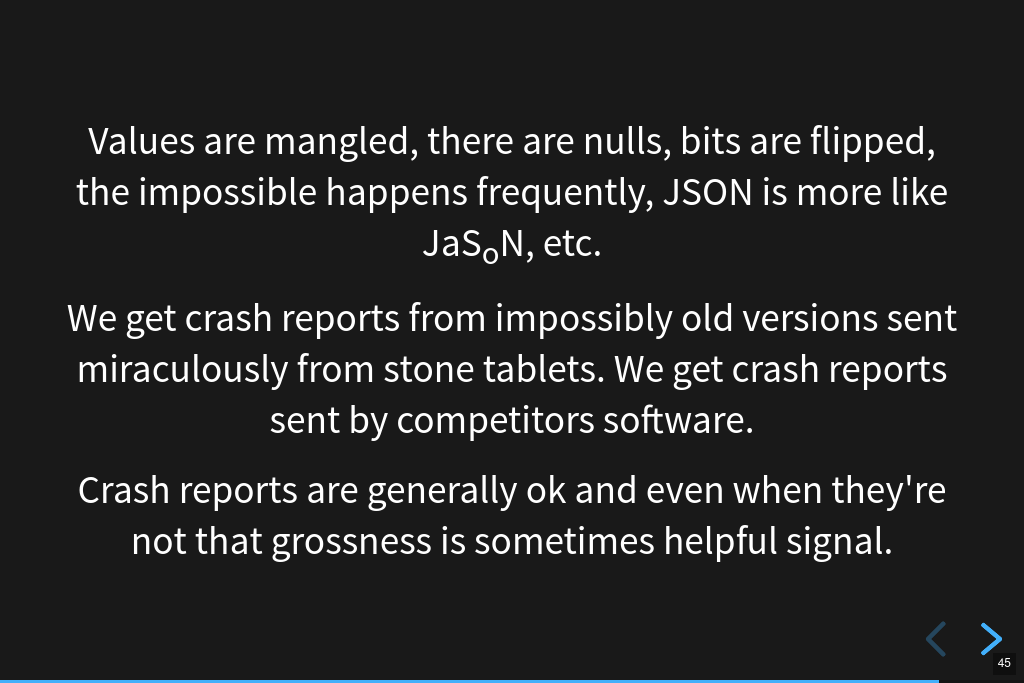 Values are mangled, there are nulls, bits are flipped,
the impossible happens frequently, JSON is more like
JaSoN, etc.
We get crash reports from impossibly old versions sent
miraculously from stone tablets. We get crash reports
sent by competitors software.
Crash reports are generally ok and even when they're
not that grossness is sometimes helpful signal.
45